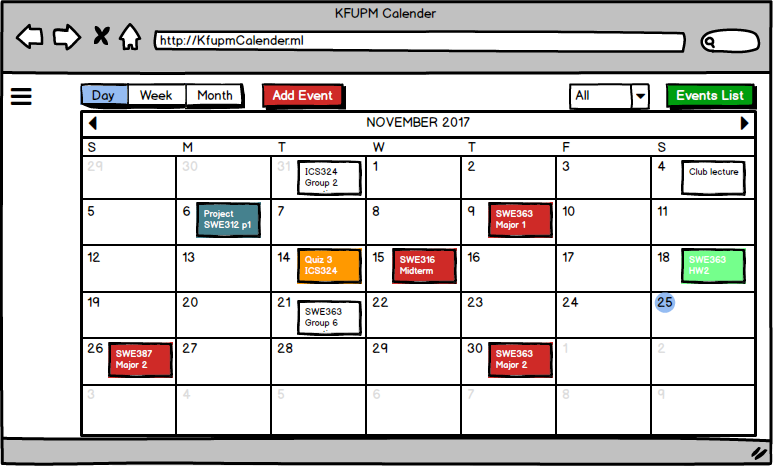 KFUPM Calender
http://KfupmCalender.ml
Day Week Month Add Event All Events List
NOVEMBER 2017
S M T W T F S
29 30 31 1 2 3 4
ICS324
Group 2
Club lecture
5 6 7 8 9 10 11
Project
SWE312 p1
SWE363
Major 1
12 13 14 15 16 17 18
Quiz 3
ICS324
SWE316
Midterm
SWE363
HW2
19 20 21 22 23 24 25
SWE363
Group 6
26 27 28 29 30 1 2
SWE387
Major 2
SWE363
Major 2
3 4 5 6 7 8 9